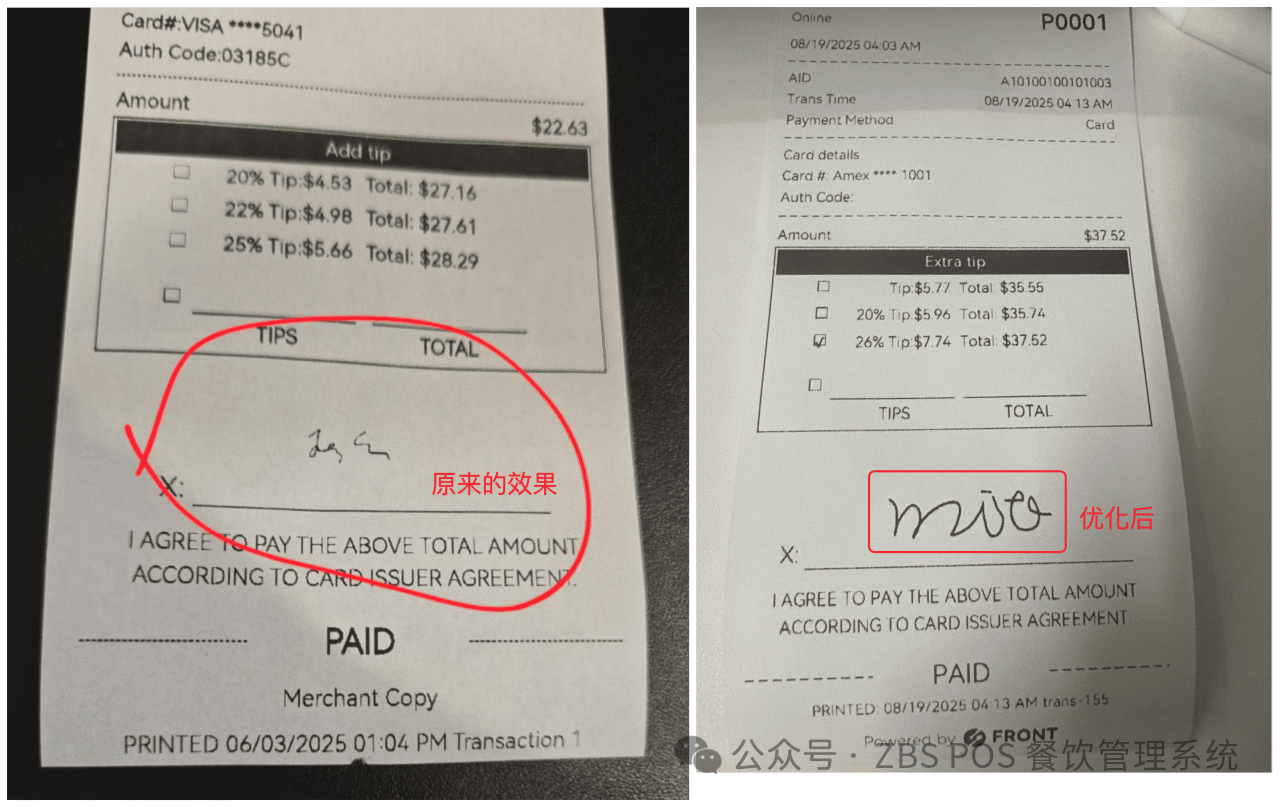 Card#:VISA ****5041
Auth Code:03185C
Amount
$22.63
Add tip
20% Tip:$4.53 Total: $27.16
22% Tip:$4.98 Total: $27.61
25% Tip:$5.66 Total: $28.29
TIPS TOTAL
原来的效果
X:
I AGREE TO PAY THE ABOVE TOTAL AMOUNT
ACCORDING TO CARD ISSUER AGREEMENT.
PAID
Merchant Copy
PRINTED 06/03/2025 01:04 PM Transaction 1
Online P0001
08/19/2025 04:03 AM
AID A10100100101003
Trans Time 08/19/2025 04:13 AM
Payment Method Card
Card details
Card #: Amex **** 1001
Auth Code:
Amount $37.52
Extra tip
Tip:$5.77 Total: $35.55
20% Tip:$5.96 Total: $35.74
26% Tip:$7.74 Total: $37.52
TIPS TOTAL
优化后
X:
I AGREE TO PAY THE ABOVE TOTAL AMOUNT
ACCORDING TO CARD ISSUER AGREEMENT.
PAID
PRINTED: 08/19/2025 04:13 AM trans-155
Powered by FRONT
公众号 · ZBS POS 餐饮管理系统